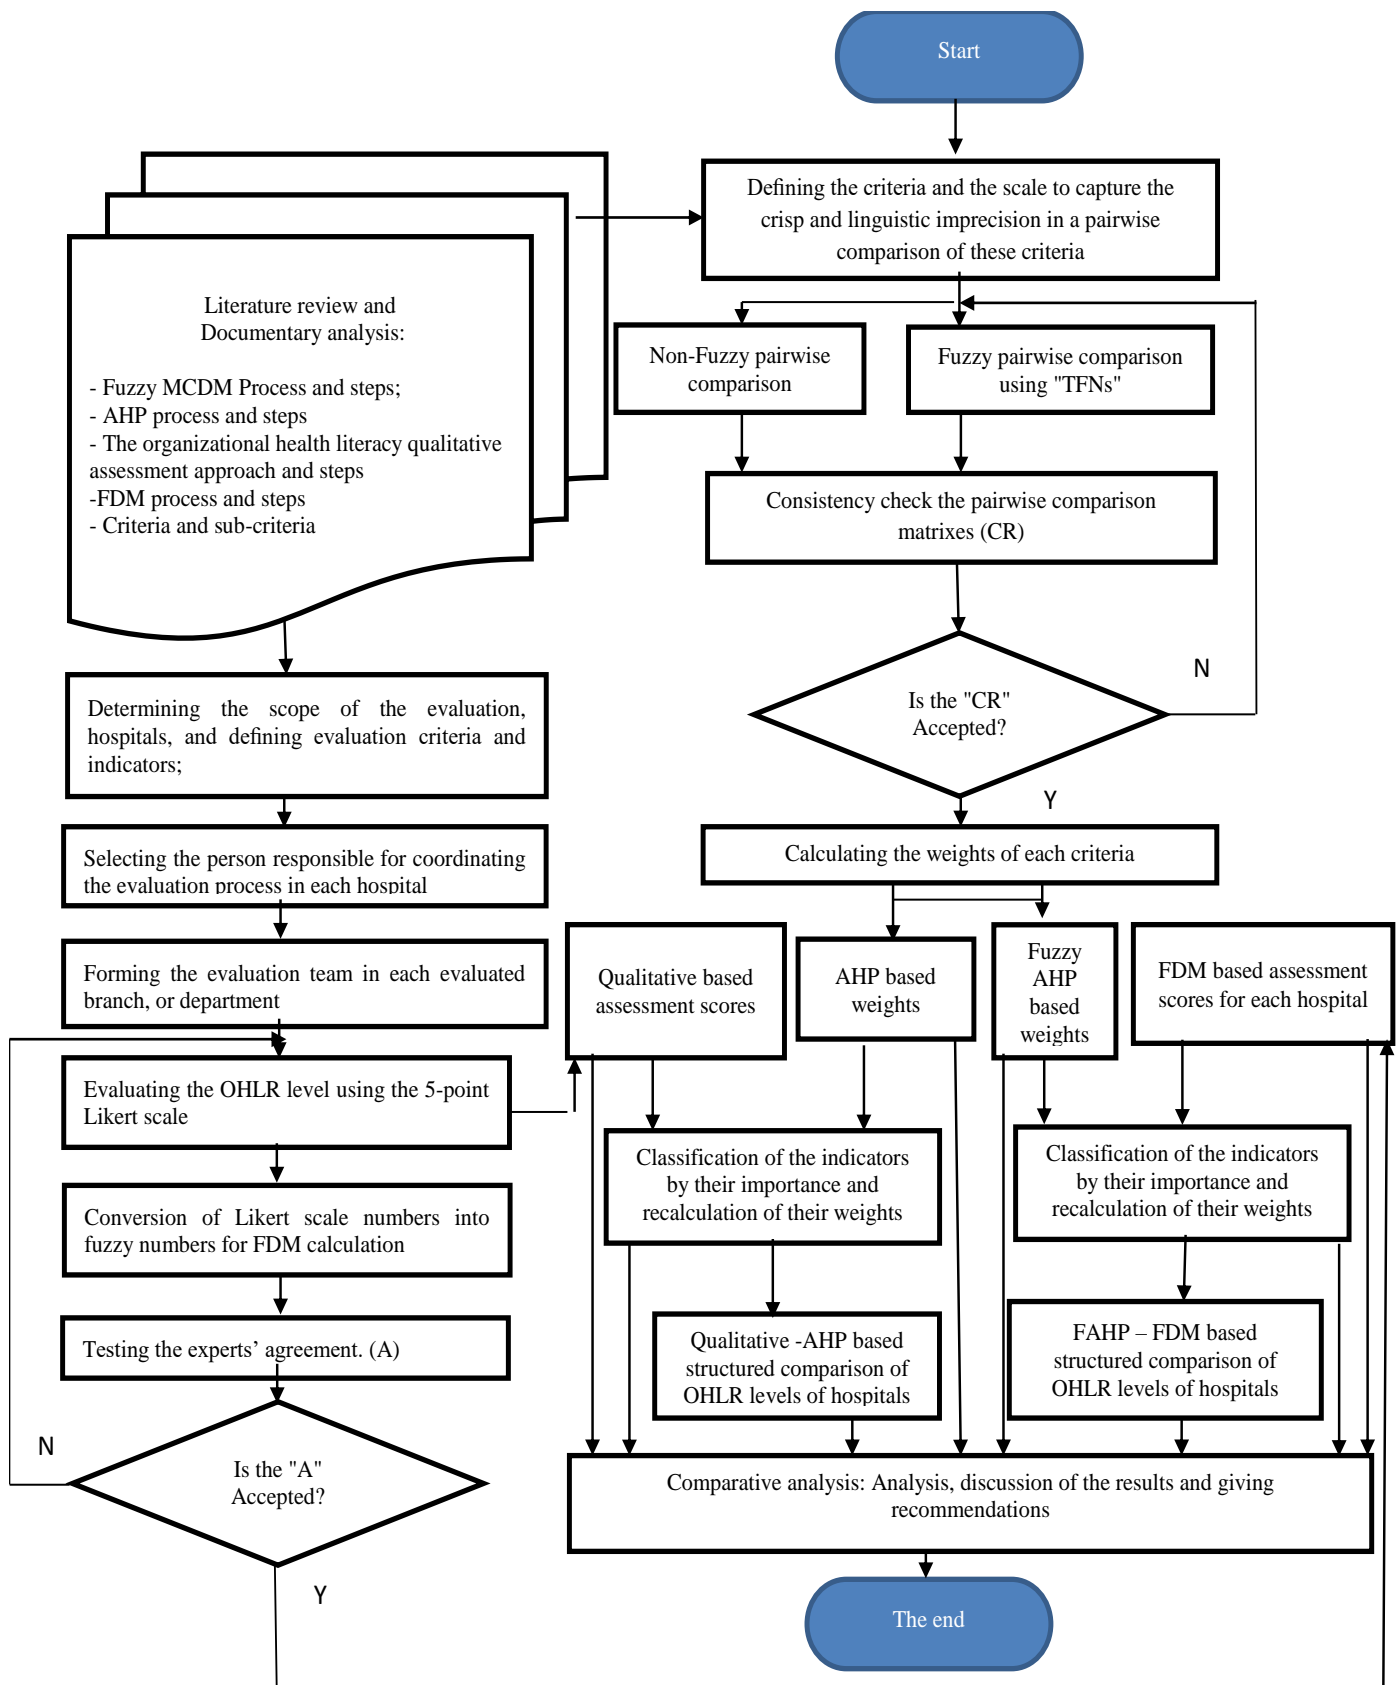 Start
Defining the criteria and the scale to capture the
crisp and linguistic imprecision in a pairwise
comparison of these criteria
Literature review and
Documentary analysis:
- Fuzzy MCDM Process and steps;
- AHP process and steps
- The organizational health literacy qualitative
assessment approach and steps
-FDM process and steps
- Criteria and sub-criteria
Non-Fuzzy pairwise
comparison
Fuzzy pairwise comparison
using "TFNs"
Consistency check the pairwise comparison
matrixes (CR)
Is the "CR"
Accepted?
N
Y
Determining the scope of the evaluation,
hospitals, and defining evaluation criteria and
indicators;
Selecting the person responsible for coordinating
the evaluation process in each hospital
Forming the evaluation team in each evaluated
branch, or department
Evaluating the OHLR level using the 5-point
Likert scale
Conversion of Likert scale numbers into
fuzzy numbers for FDM calculation
Testing the experts’ agreement. (A)
Is the "A"
Accepted?
N
Y
Calculating the weights of each criteria
Qualitative based
assessment scores
AHP based
weights
Fuzzy
AHP
based
weights
FDM based assessment
scores for each hospital
Classification of the indicators
by their importance and
recalculation of their weights
Classification of the indicators
by their importance and
recalculation of their weights
Qualitative -AHP based
structured comparison of
OHLR levels of hospitals
FAHP – FDM based
structured comparison of
OHLR levels of hospitals
Comparative analysis: Analysis, discussion of the results and giving
recommendations
The end